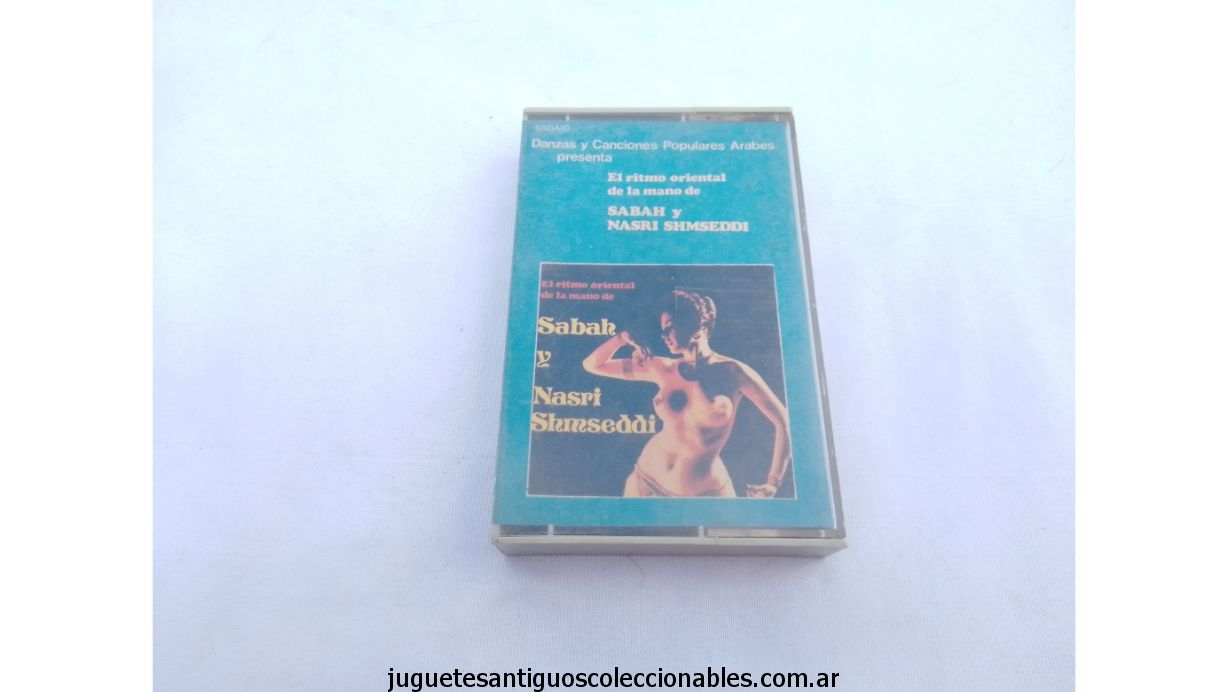 SADAIC
Danzas y Canciones Populares Arabes
presenta
El ritmo oriental
de la mano de
SABAH y
NASRI SHMSEDDI
El ritmo oriental
de la mano de
Sabah
y
Nasri
Shmseddi
juguetesantiguoscoleccionables.com.ar